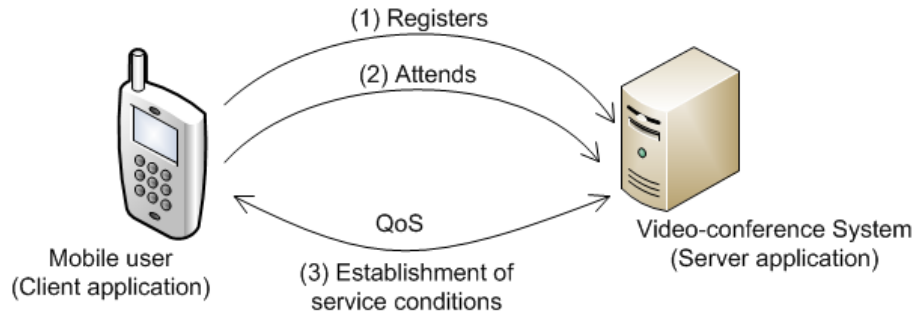 (1) Registers
(2) Attends
QoS
(3) Establishment of
service conditions
Mobile user
(Client application)
Video-conference System
(Server application)